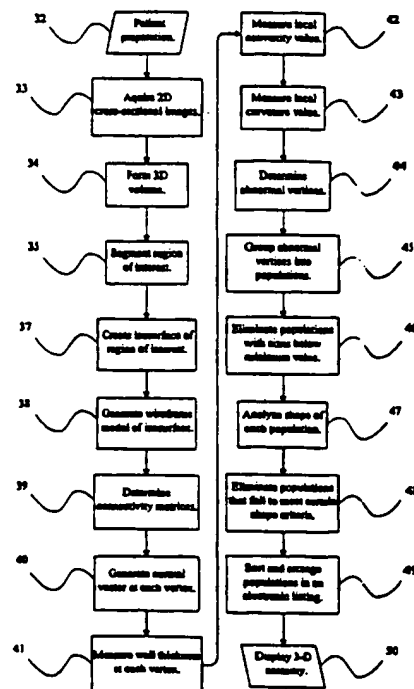 32
Patient
preparation.
33
Aquire 2D
cross-sectional images.
34
Form 3D
volume.
35
Segment region
of interest.
37
Create isosurface of
region of interest.
38
Generate wireframe
model of isosurface.
39
Determine
connectivity matrices.
40
Generate normal
vector at each vertex.
41
Measure wall thickness
at each vertex.
42
Measure local
convexity value.
43
Measure local
curvature value.
44
Determine
abnormal vertices.
45
Group abnormal
vertices into
populations.
46
Eliminate populations
with sizes below
minimum value.
47
Analyze shape of
each population.
48
Eliminate populations
that fail to meet certain
shape criteria.
49
Sort and arrange
populations in an
electronic listing.
50
Display 3-D
anatomy.